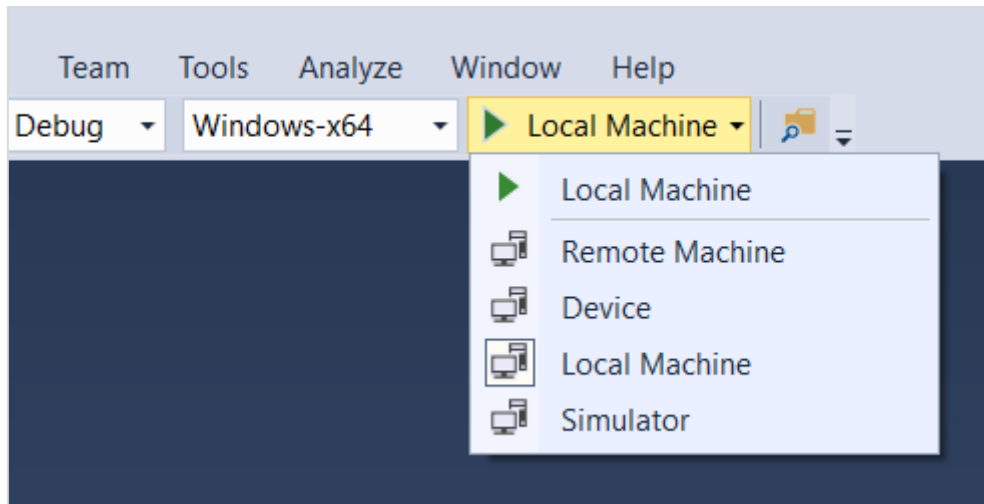 Team Tools Analyze Window Help
Debug Windows-x64 Local Machine
Local Machine
Remote Machine
Device
Local Machine
Simulator